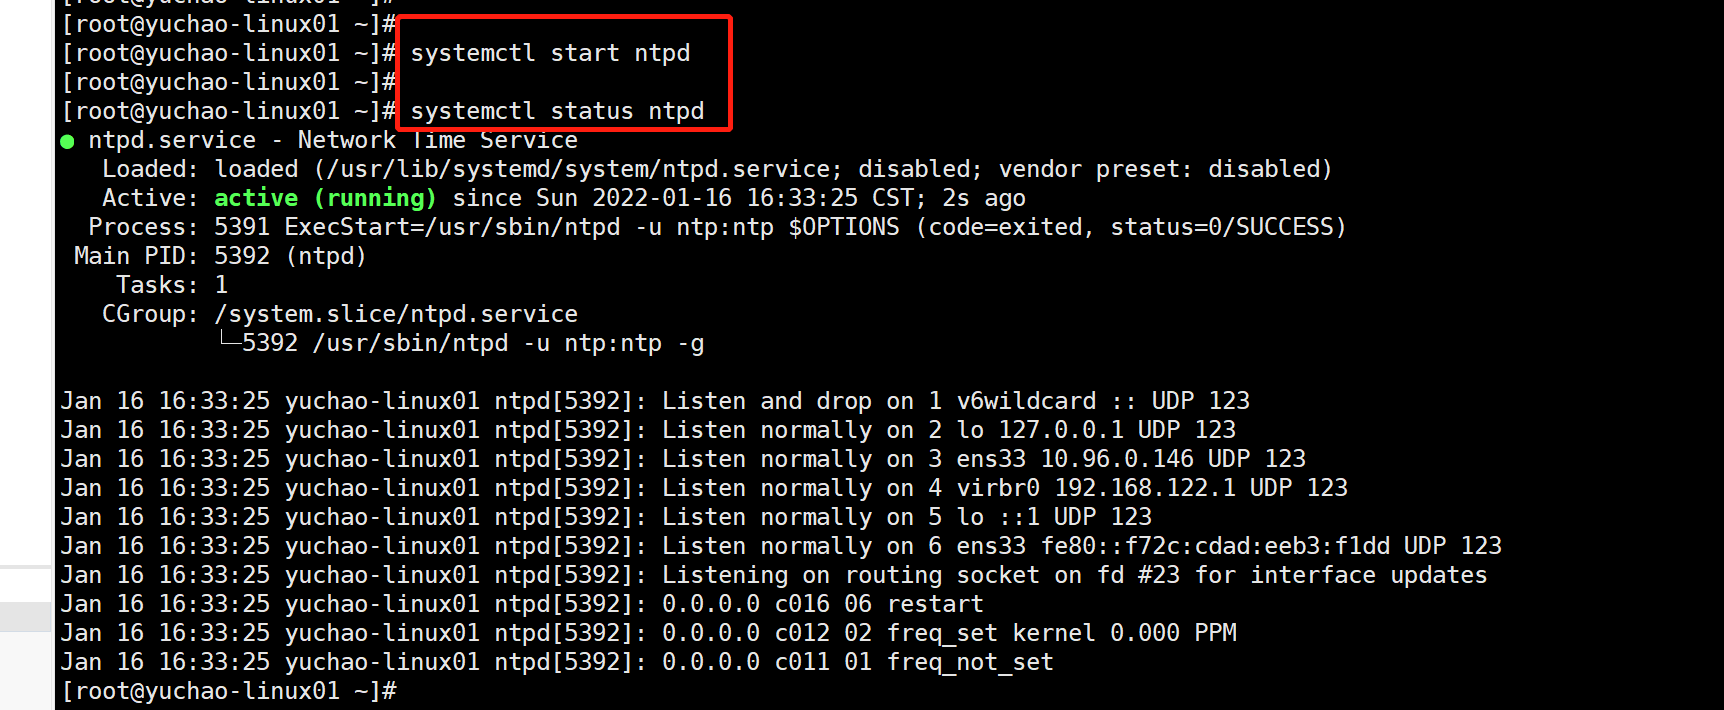 [root@yuchao-linux01 ~]#
[root@yuchao-linux01 ~]#
[root@yuchao-linux01 ~]# systemctl start ntpd
[root@yuchao-linux01 ~]#
[root@yuchao-linux01 ~]# systemctl status ntpd
● ntpd.service - Network Time Service
   Loaded: loaded (/usr/lib/systemd/system/ntpd.service; disabled; vendor preset: disabled)
   Active: active (running) since Sun 2022-01-16 16:33:25 CST; 2s ago
  Process: 5391 ExecStart=/usr/sbin/ntpd -u ntp:ntp $OPTIONS (code=exited, status=0/SUCCESS)
 Main PID: 5392 (ntpd)
    Tasks: 1
   CGroup: /system.slice/ntpd.service
           └─5392 /usr/sbin/ntpd -u ntp:ntp -g

Jan 16 16:33:25 yuchao-linux01 ntpd[5392]: Listen and drop on 1 v6wildcard :: UDP 123
Jan 16 16:33:25 yuchao-linux01 ntpd[5392]: Listen normally on 2 lo 127.0.0.1 UDP 123
Jan 16 16:33:25 yuchao-linux01 ntpd[5392]: Listen normally on 3 ens33 10.96.0.146 UDP 123
Jan 16 16:33:25 yuchao-linux01 ntpd[5392]: Listen normally on 4 virbr0 192.168.122.1 UDP 123
Jan 16 16:33:25 yuchao-linux01 ntpd[5392]: Listen normally on 5 lo ::1 UDP 123
Jan 16 16:33:25 yuchao-linux01 ntpd[5392]: Listen normally on 6 ens33 fe80::f72c:cdad:eeb3:f1dd UDP 123
Jan 16 16:33:25 yuchao-linux01 ntpd[5392]: Listening on routing socket on fd #23 for interface updates
Jan 16 16:33:25 yuchao-linux01 ntpd[5392]: 0.0.0.0 c016 06 restart
Jan 16 16:33:25 yuchao-linux01 ntpd[5392]: 0.0.0.0 c012 02 freq_set kernel 0.000 PPM
Jan 16 16:33:25 yuchao-linux01 ntpd[5392]: 0.0.0.0 c011 01 freq_not_set
[root@yuchao-linux01 ~]#